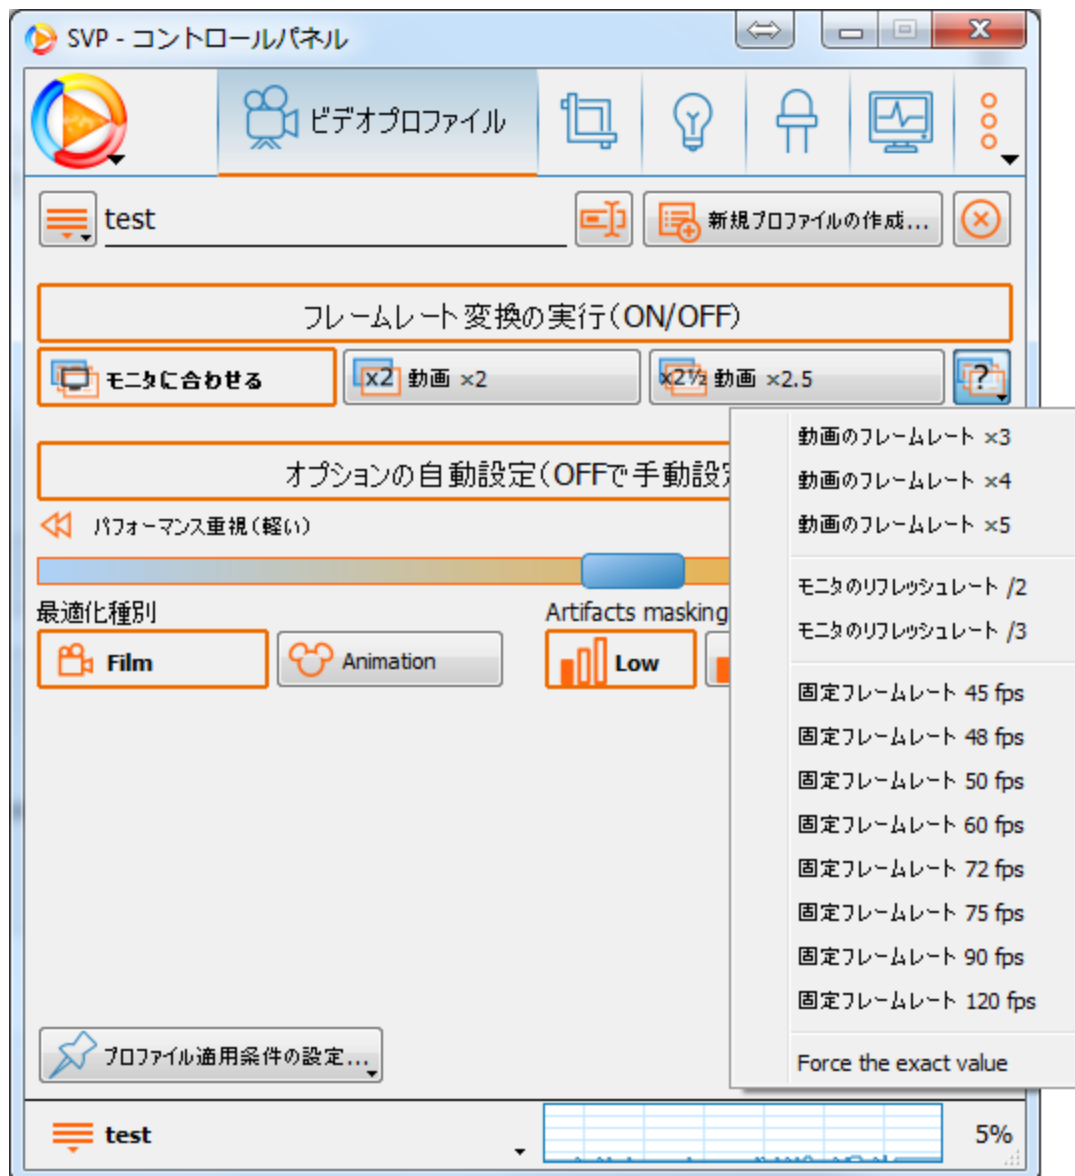 SVP - コントロールパネル
ビデオプロファイル
test
新規プロファイルの作成...
フレームレート変換の実行(ON/OFF)
モニタに合わせる
x2 動画 ×2
x2½ 動画 ×2.5
?
動画のフレームレート ×3
動画のフレームレート ×4
動画のフレームレート ×5
モニタのリフレッシュレート /2
モニタのリフレッシュレート /3
固定フレームレート 45 fps
固定フレームレート 48 fps
固定フレームレート 50 fps
固定フレームレート 60 fps
固定フレームレート 72 fps
固定フレームレート 75 fps
固定フレームレート 90 fps
固定フレームレート 120 fps
Force the exact value
オプションの自動設定(OFFで手動設定
パフォーマンス重視(軽い)
最適化種別
Artifacts masking
Film
Animation
Low
プロファイル適用条件の設定...
test
5%